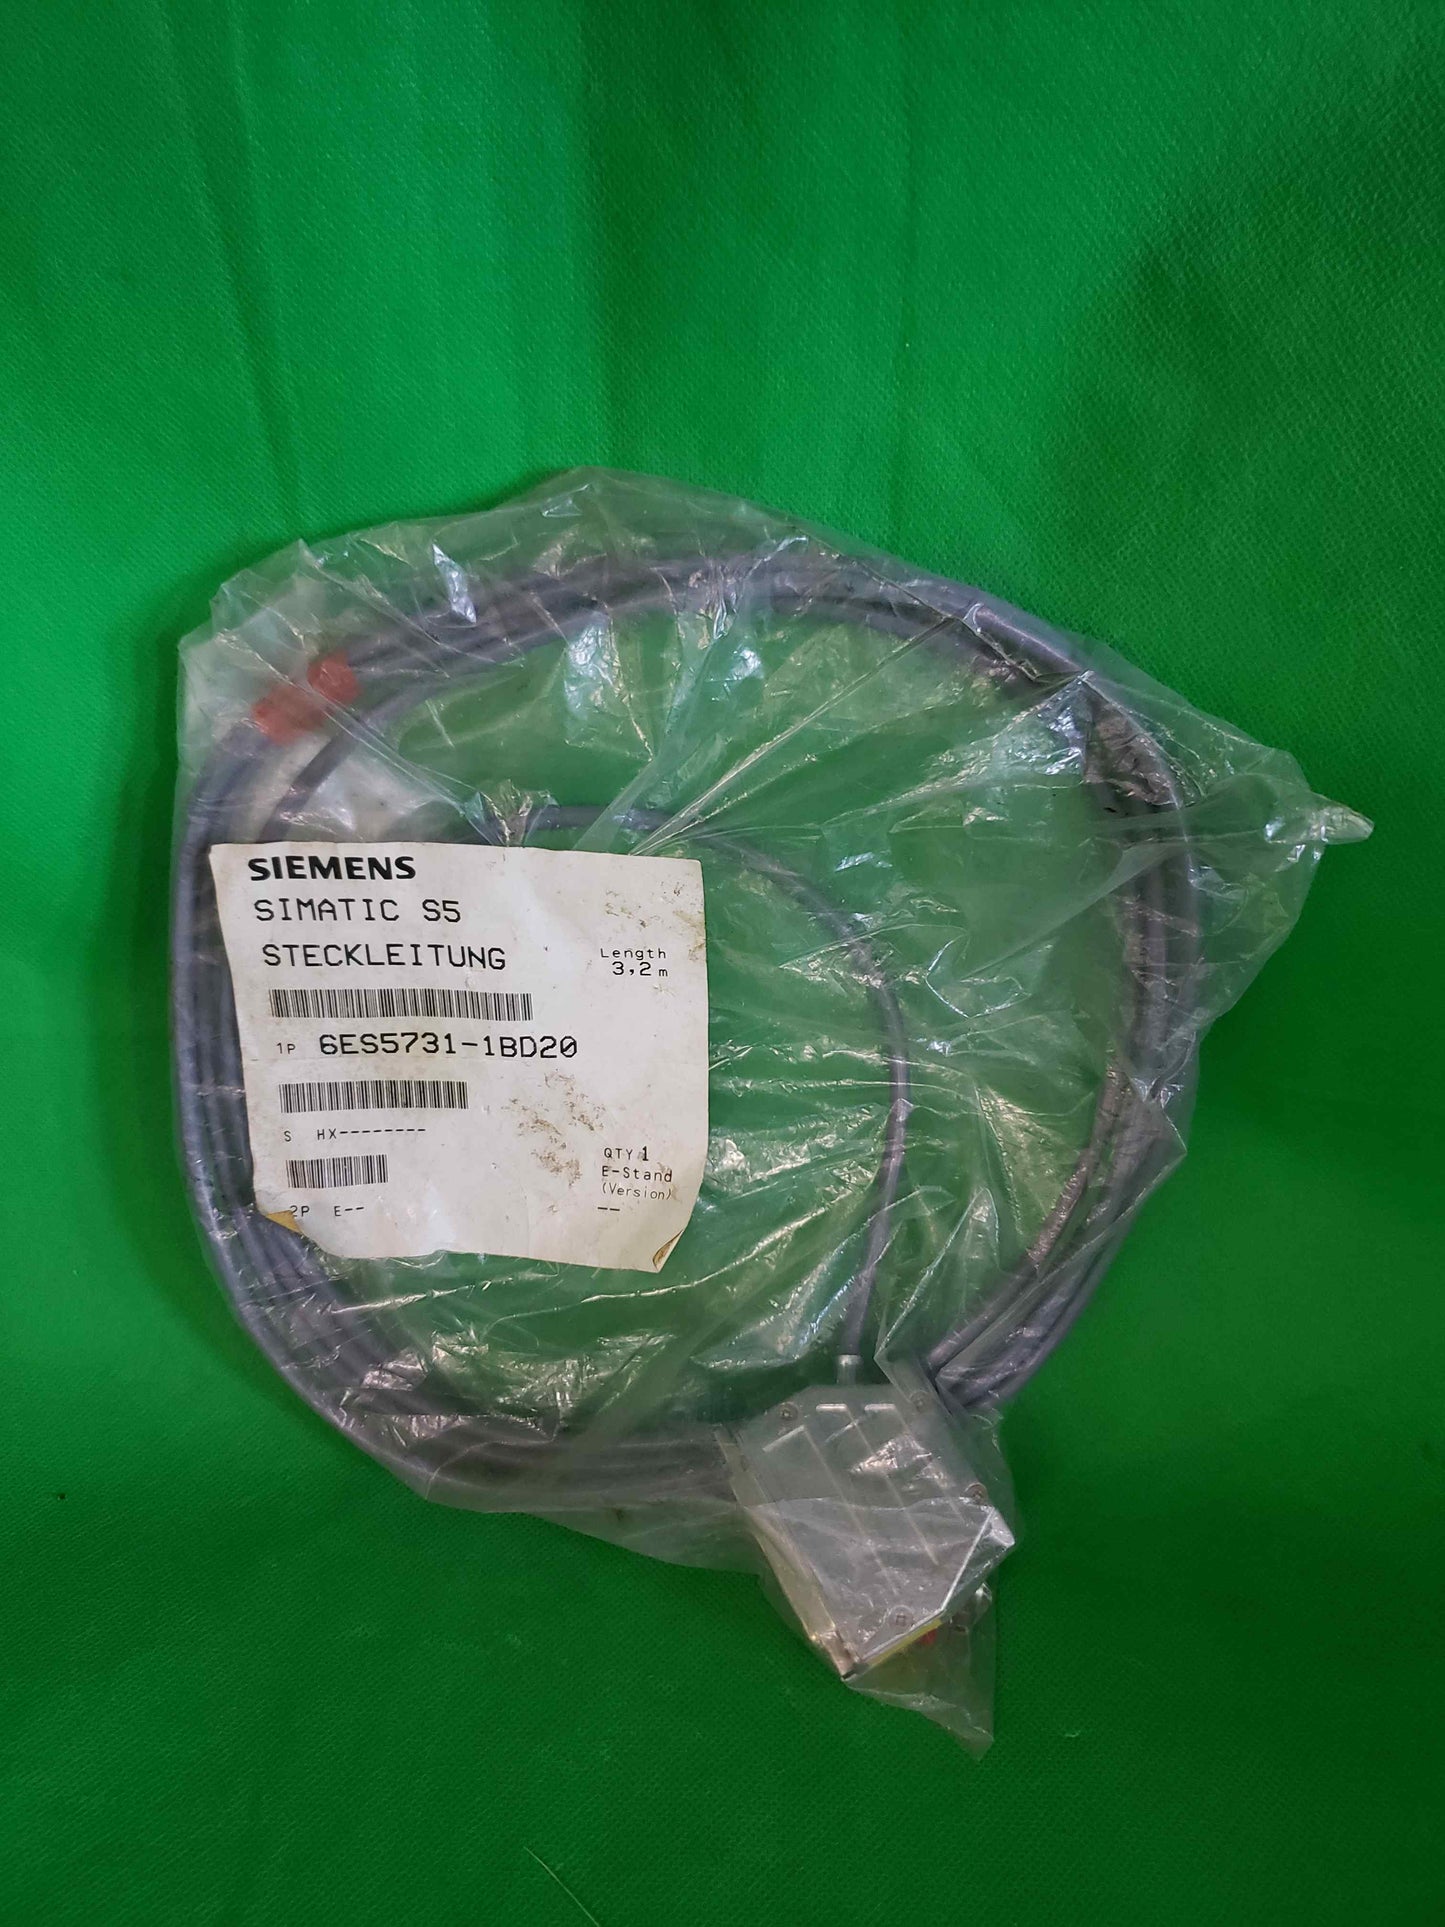 SIEMENS
SIMATIC S5
STECKLEITUNG
Length
3,2 m
1P 6ES5731-1BD20
S HX--------
QTY 1
E-Stand
(Version)
2P E-- --